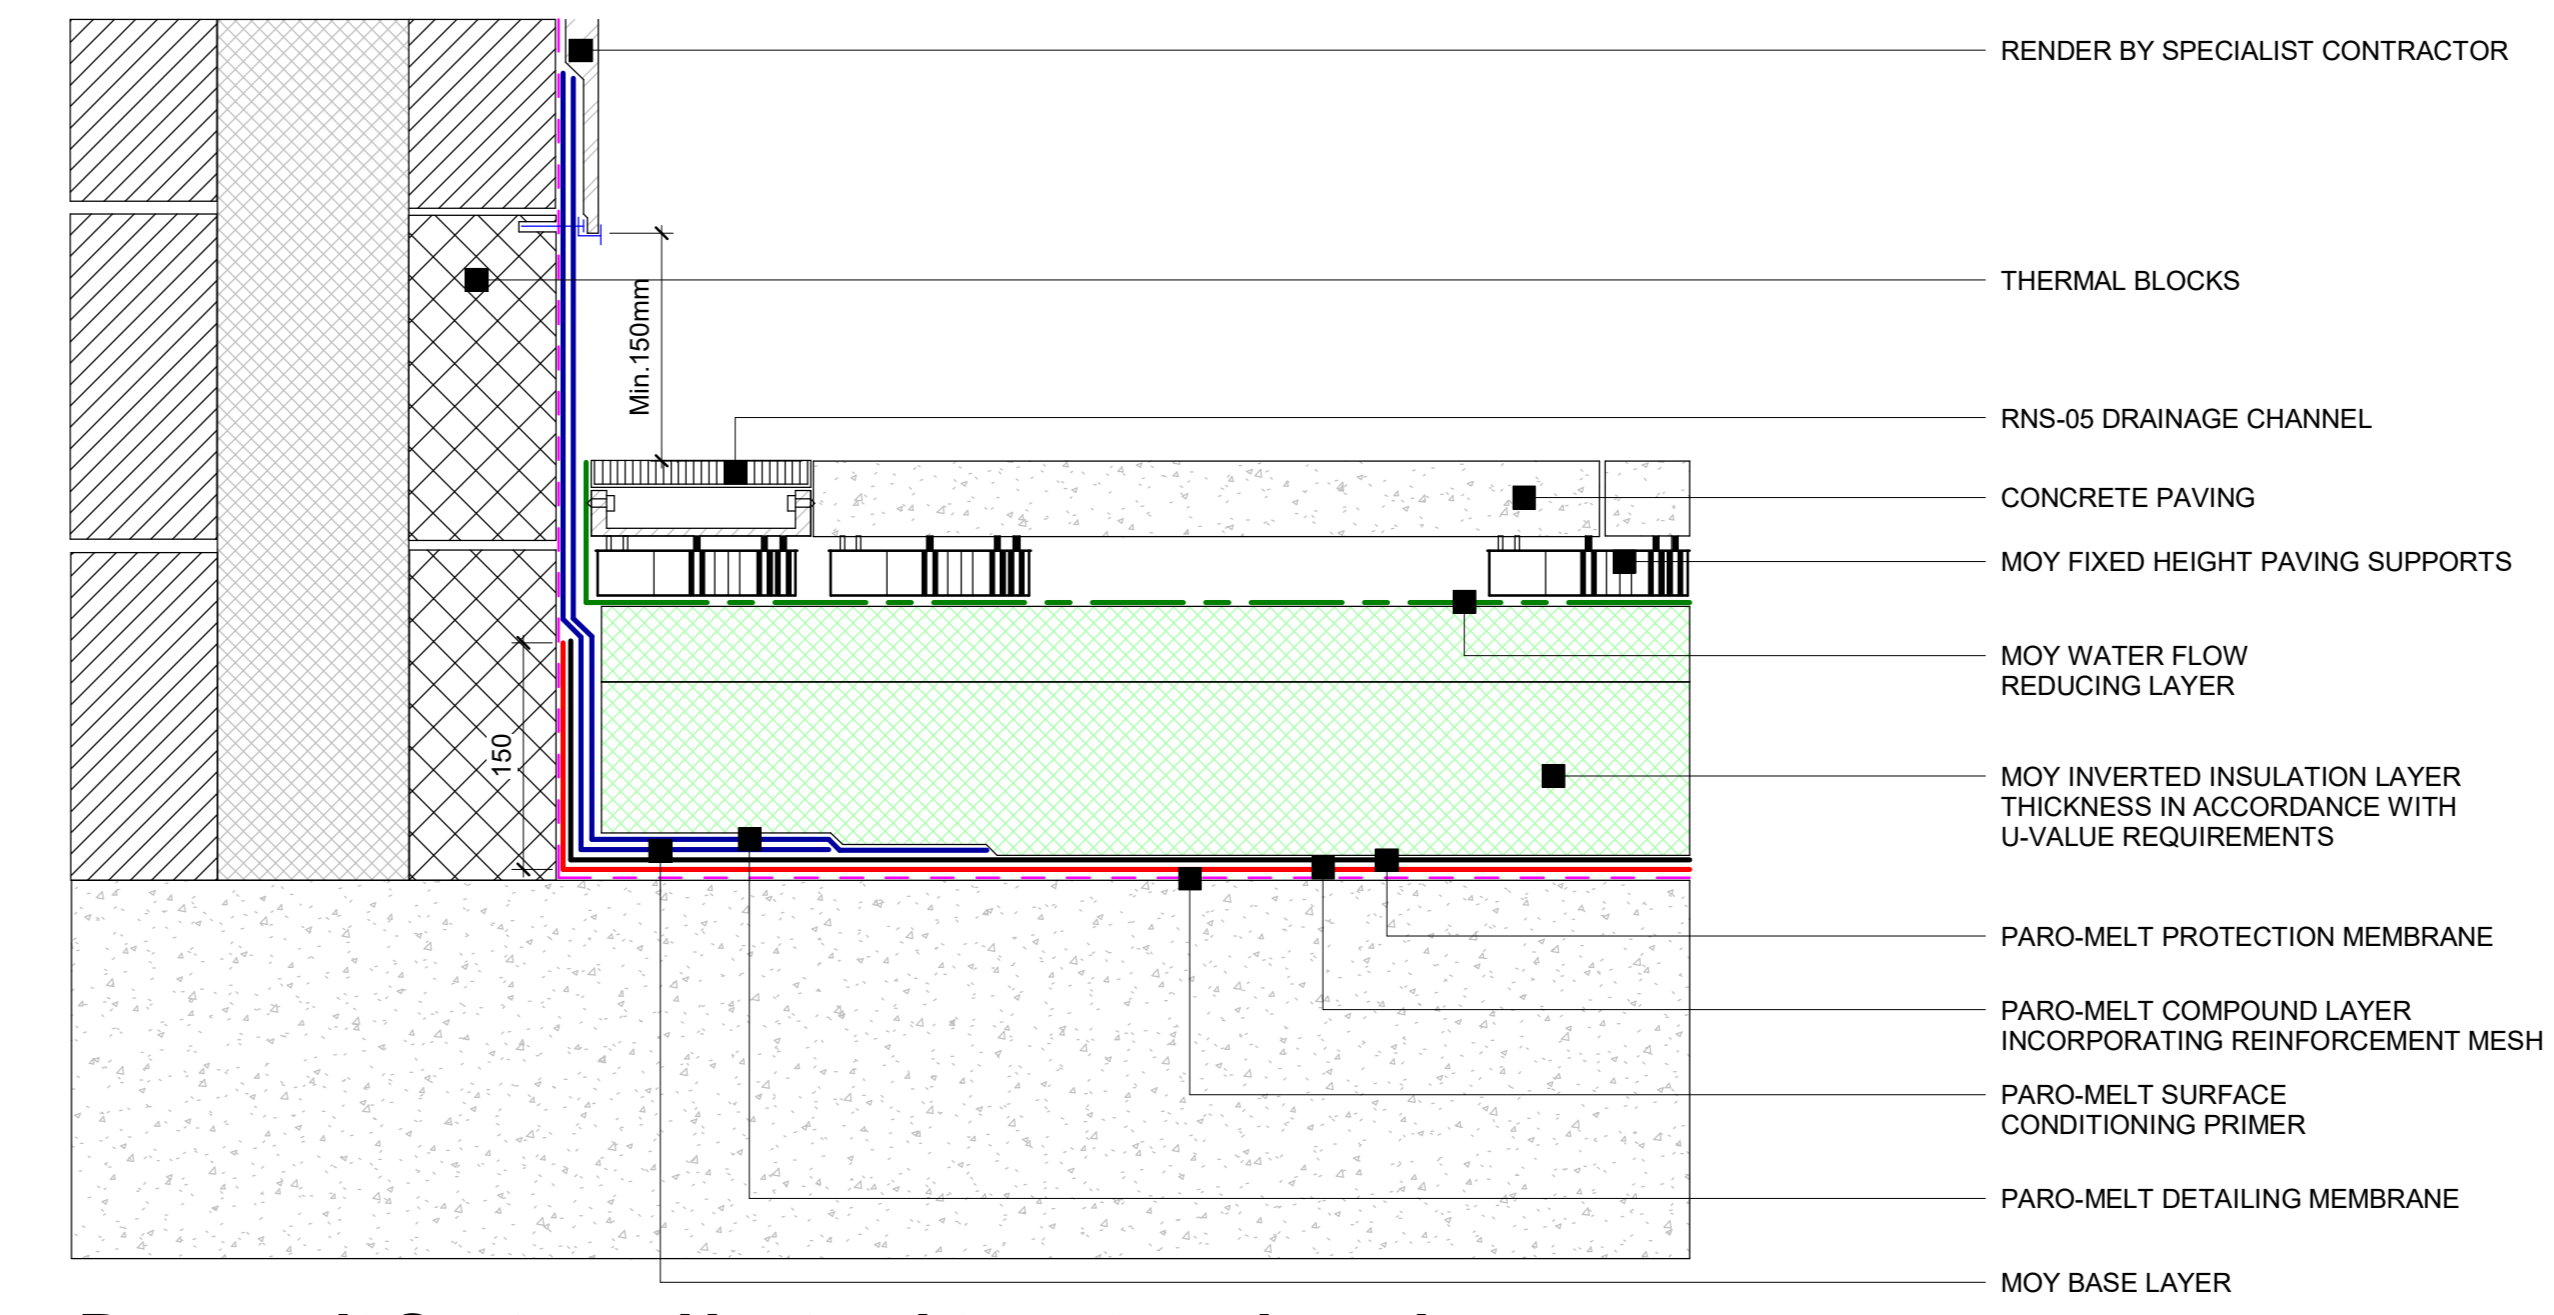 RENDER BY SPECIALIST CONTRACTOR
THERMAL BLOCKS
Min.150mm
RNS-05 DRAINAGE CHANNEL
CONCRETE PAVING
MOY FIXED HEIGHT PAVING SUPPORTS
MOY WATER FLOW
REDUCING LAYER
150
MOY INVERTED INSULATION LAYER
THICKNESS IN ACCORDANCE WITH
U-VALUE REQUIREMENTS
PARO-MELT PROTECTION MEMBRANE
PARO-MELT COMPOUND LAYER
INCORPORATING REINFORCEMENT MESH
PARO-MELT SURFACE
CONDITIONING PRIMER
PARO-MELT DETAILING MEMBRANE
MOY BASE LAYER